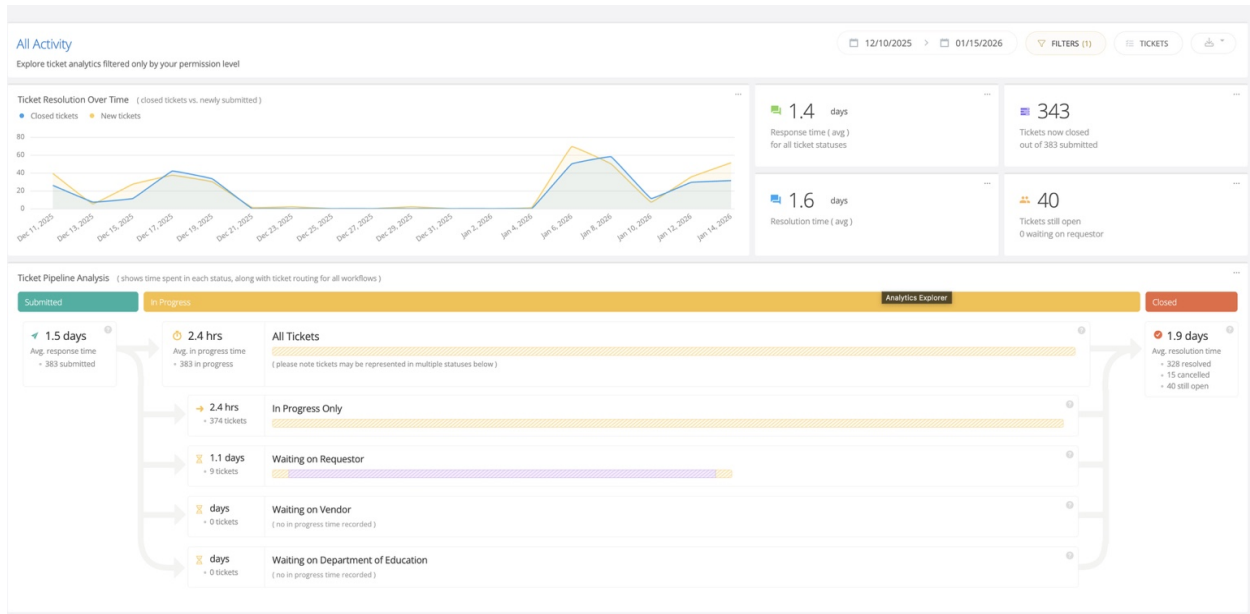 All Activity
Explore ticket analytics filtered only by your permission level
12/10/2025 > 01/15/2026
FILTERS (1)
TICKETS
Ticket Resolution Over Time ( closed tickets vs. newly submitted )
Closed tickets New tickets
80
60
40
20
0
Dec 11, 2025 Dec 13, 2025 Dec 15, 2025 Dec 17, 2025 Dec 19, 2025 Dec 21, 2025 Dec 23, 2025 Dec 25, 2025 Dec 27, 2025 Dec 29, 2025 Dec 31, 2025 Jan 2, 2026 Jan 4, 2026 Jan 6, 2026 Jan 8, 2026 Jan 10, 2026 Jan 12, 2026 Jan 14, 2026
1.4 days
Response time ( avg )
for all ticket statuses
343
Tickets now closed
out of 383 submitted
1.6 days
Resolution time ( avg )
40
Tickets still open
0 waiting on requestor
Ticket Pipeline Analysis ( shows time spent in each status, along with ticket routing for all workflows )
Submitted
In Progress
Analytics Explorer
Closed
1.5 days
Avg. response time
383 submitted
2.4 hrs
Avg. in progress time
383 in progress
All Tickets
( please note tickets may be represented in multiple statuses below )
1.9 days
Avg. resolution time
328 resolved
15 cancelled
40 still open
2.4 hrs
374 tickets
In Progress Only
1.1 days
9 tickets
Waiting on Requestor
days
0 tickets
Waiting on Vendor
( no in progress time recorded )
days
0 tickets
Waiting on Department of Education
( no in progress time recorded )